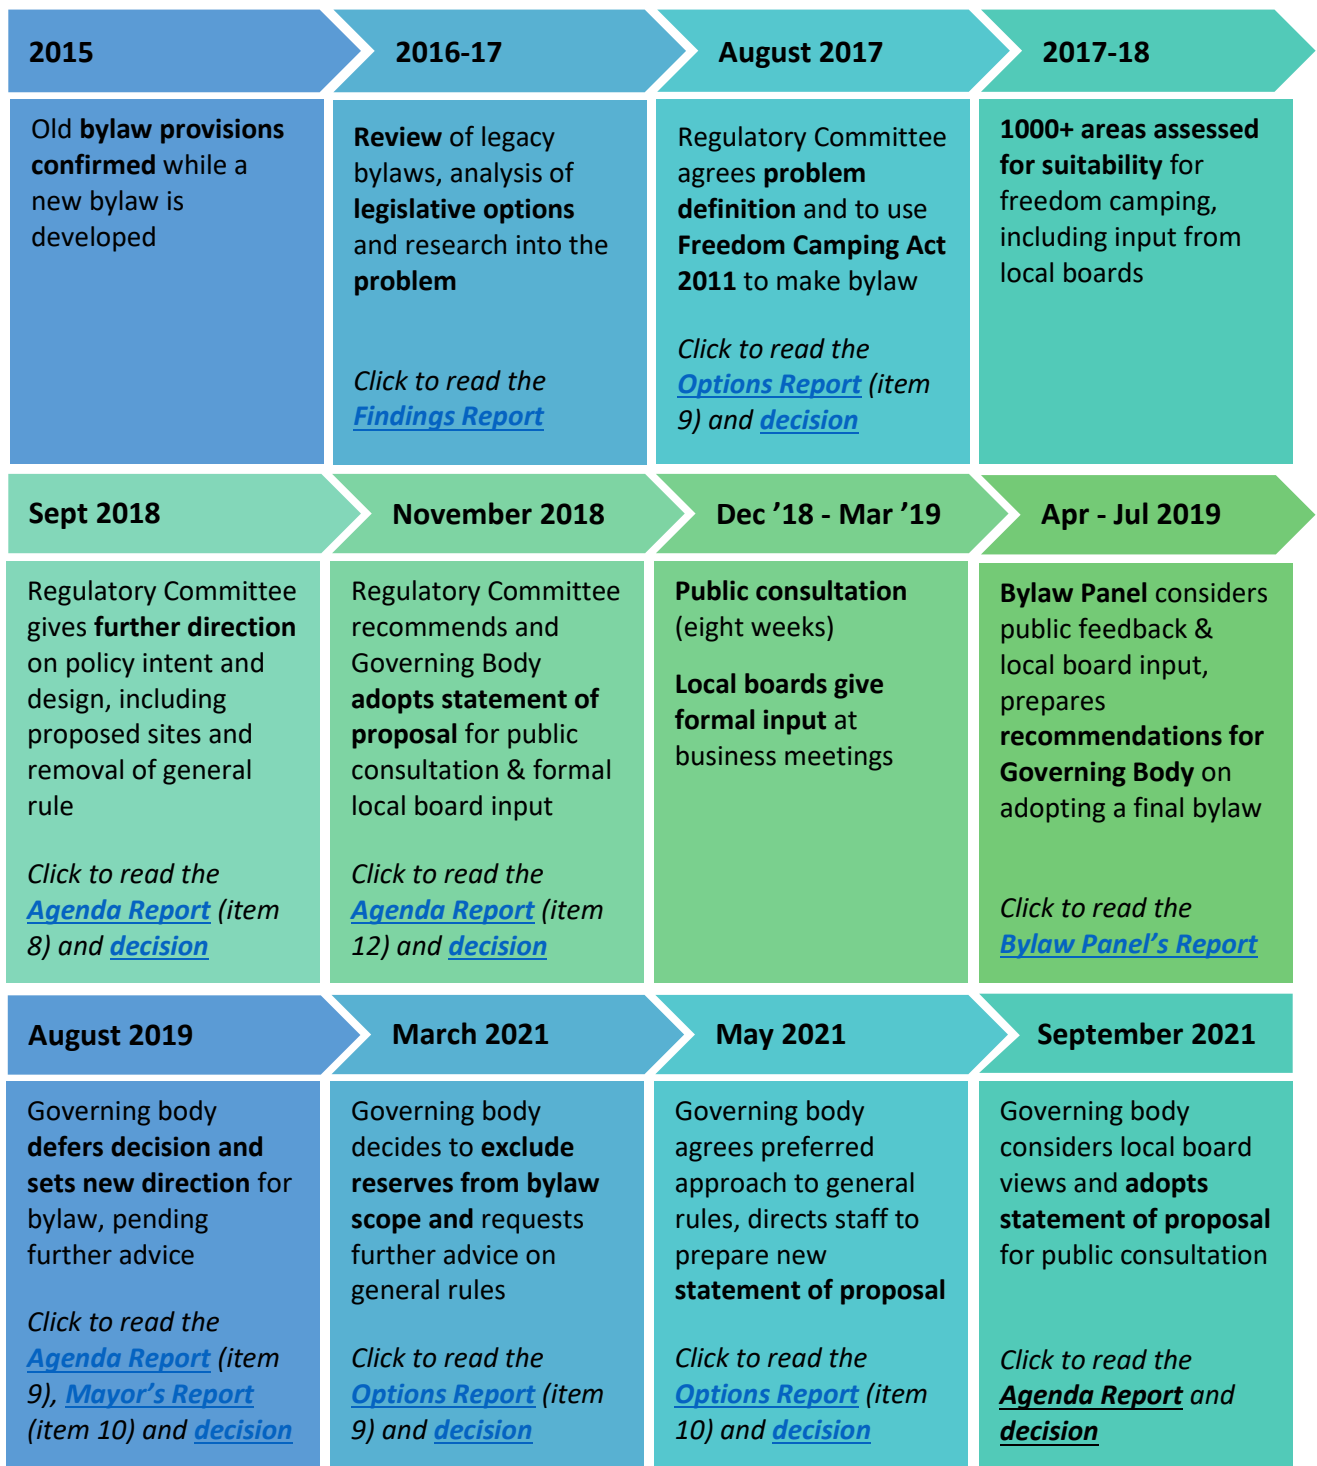 2015
Old bylaw provisions
confirmed while a
new bylaw is
developed
2016-17
Review of legacy
bylaws, analysis of
legislative options
and research into the
problem
Click to read the
Findings Report
August 2017
Regulatory Committee
agrees problem
definition and to use
Freedom Camping Act
2011 to make bylaw
Click to read the
Options Report (item
9) and decision
2017-18
1000+ areas assessed
for suitability for
freedom camping,
including input from
local boards
Sept 2018
Regulatory Committee
gives further direction
on policy intent and
design, including
proposed sites and
removal of general
rule
Click to read the
Agenda Report (item
8) and decision
November 2018
Regulatory Committee
recommends and
Governing Body
adopts statement of
proposal for public
consultation & formal
local board input
Click to read the
Agenda Report (item
12) and decision
Dec ’18 - Mar ’19
Public consultation
(eight weeks)
Local boards give
formal input at
business meetings
Apr - Jul 2019
Bylaw Panel considers
public feedback &
local board input,
prepares
recommendations for
Governing Body on
adopting a final bylaw
Click to read the
Bylaw Panel’s Report
August 2019
Governing body
defers decision and
sets new direction for
bylaw, pending
further advice
Click to read the
Agenda Report (item
9), Mayor’s Report
(item 10) and decision
March 2021
Governing body
decides to exclude
reserves from bylaw
scope and requests
further advice on
general rules
Click to read the
Options Report (item
9) and decision
May 2021
Governing body
agrees preferred
approach to general
rules, directs staff to
prepare new
statement of proposal
Click to read the
Options Report (item
10) and decision
September 2021
Governing body
considers local board
views and adopts
statement of proposal
for public consultation
Click to read the
Agenda Report and
decision